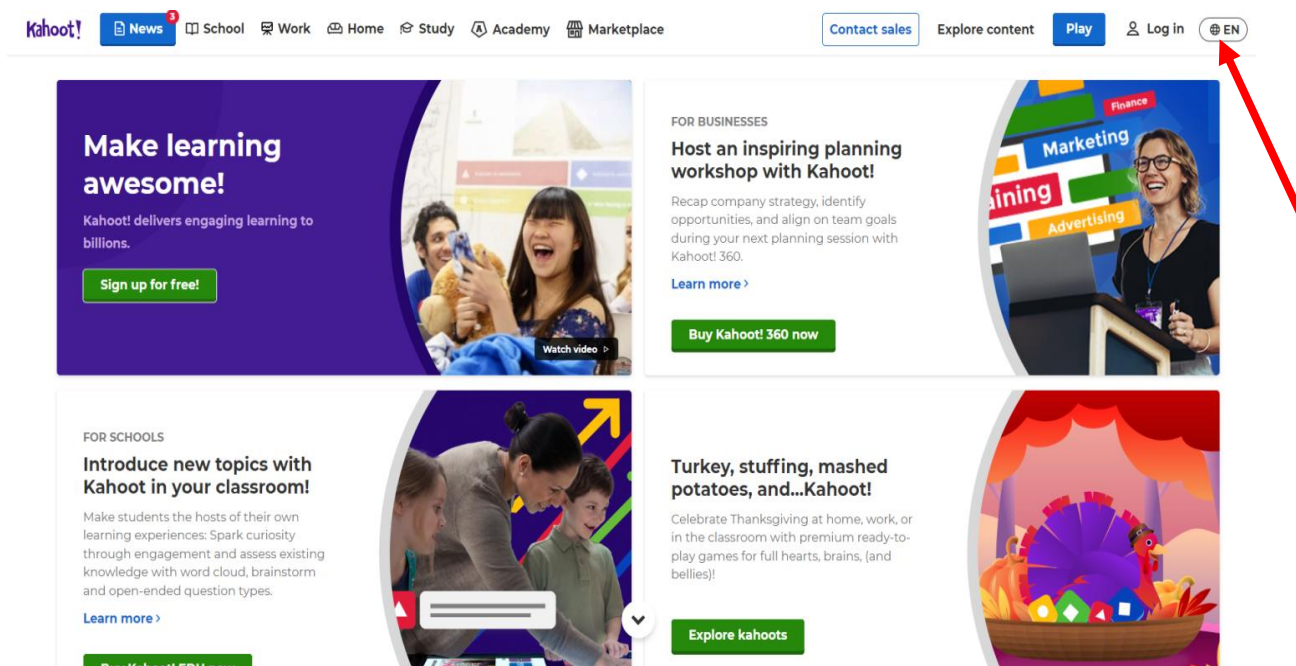 Kahoot!
News
3
School
Work
Home
Study
Academy
Marketplace
Contact sales
Explore content
Play
Log in
EN
Make learning
awesome!
Kahoot! delivers engaging learning to
billions.
Sign up for free!
Watch video
FOR BUSINESSES
Host an inspiring planning
workshop with Kahoot!
Recap company strategy, identify
opportunities, and align on team goals
during your next planning session with
Kahoot! 360.
Learn more
Buy Kahoot! 360 now
Finance
Marketing
ining
Advertising
FOR SCHOOLS
Introduce new topics with
Kahoot in your classroom!
Make students the hosts of their own
learning experiences: Spark curiosity
through engagement and assess existing
knowledge with word cloud, brainstorm
and open-ended question types.
Learn more
Turkey, stuffing, mashed
potatoes, and...Kahoot!
Celebrate Thanksgiving at home, work, or
in the classroom with premium ready-to-
play games for full hearts, brains, (and
bellies)!
Explore kahoots